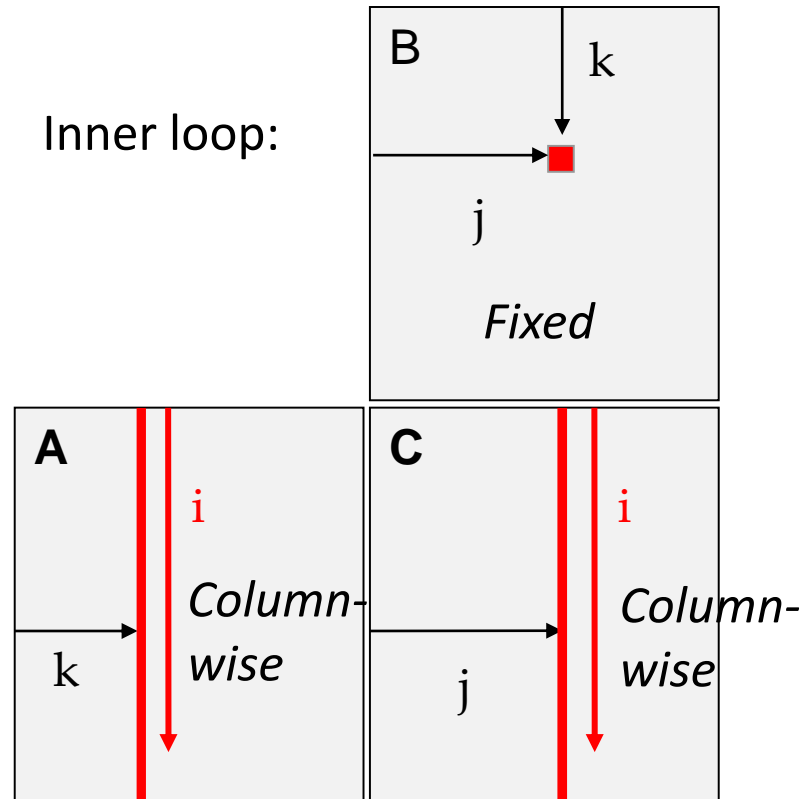 B
k
Inner loop:
j
Fixed
A
i
Column-
wise
k
C
i
Column-
wise
j